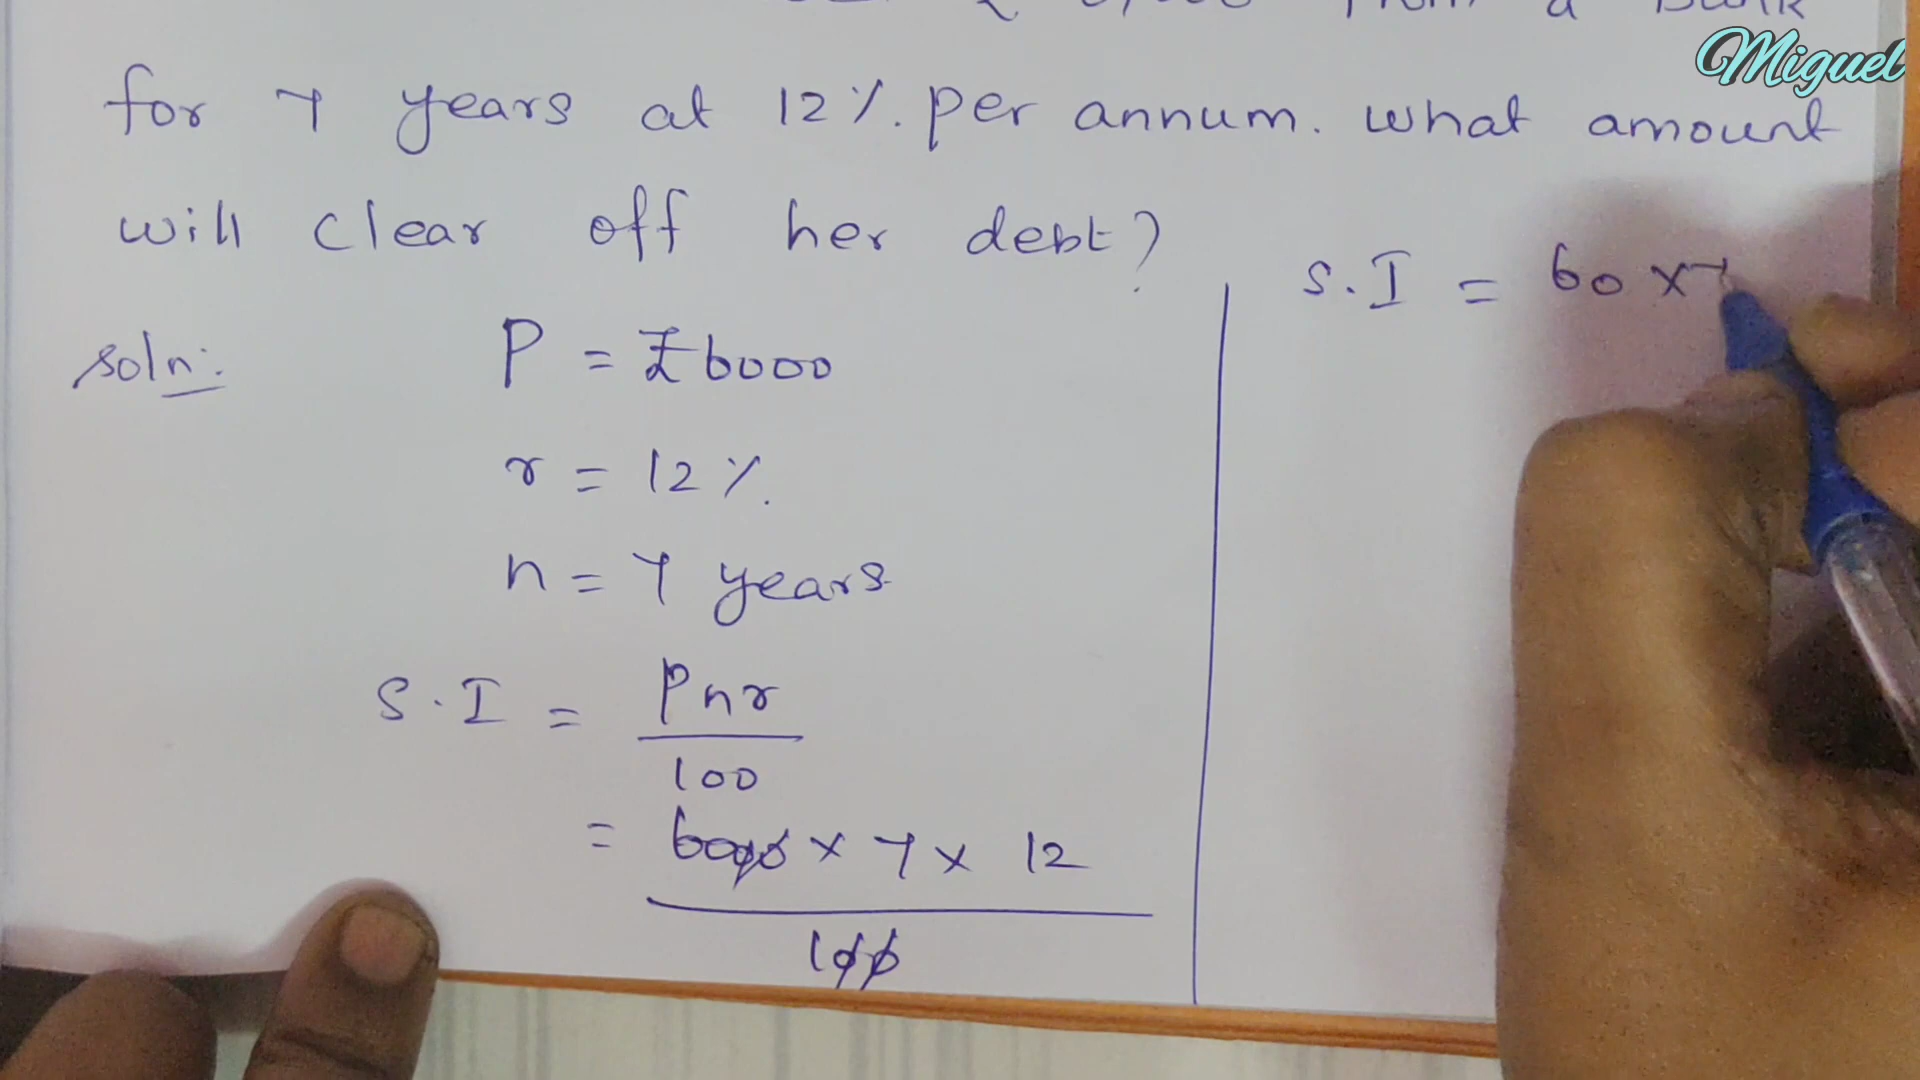 from a
Miguel
for 7 years at 12%. per annum. what amount
will clear off her debt?
S.I = 60 x 7
soln:
P = ₹6000
r = 12%.
n = 7 years
S.I = Pnr
100
= 6000 x 7 x 12
100